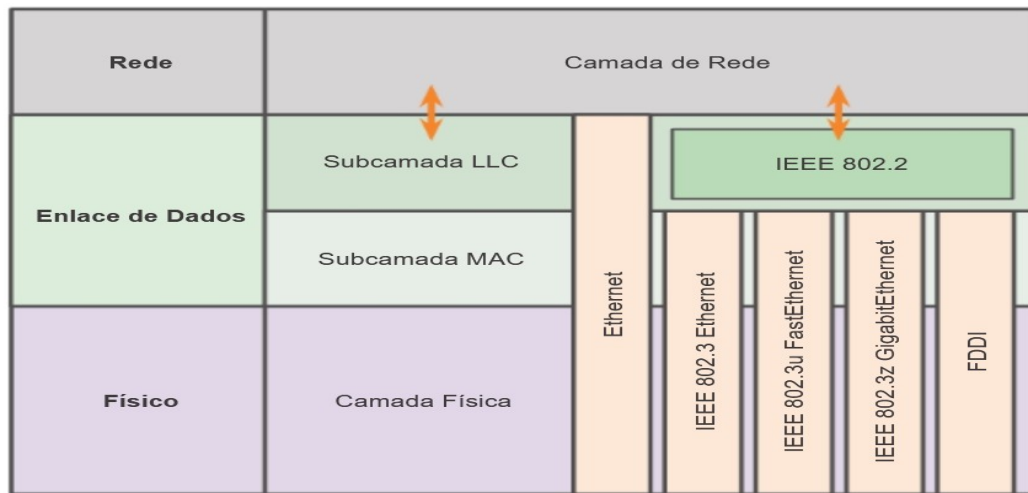 Rede
Camada de Rede
Enlace de Dados
Subcamada LLC
IEEE 802.2
Subcamada MAC
Ethernet
IEEE 802.3 Ethernet
IEEE 802.3u FastEthernet
IEEE 802.3z GigabitEthernet
FDDI
Físico
Camada Física